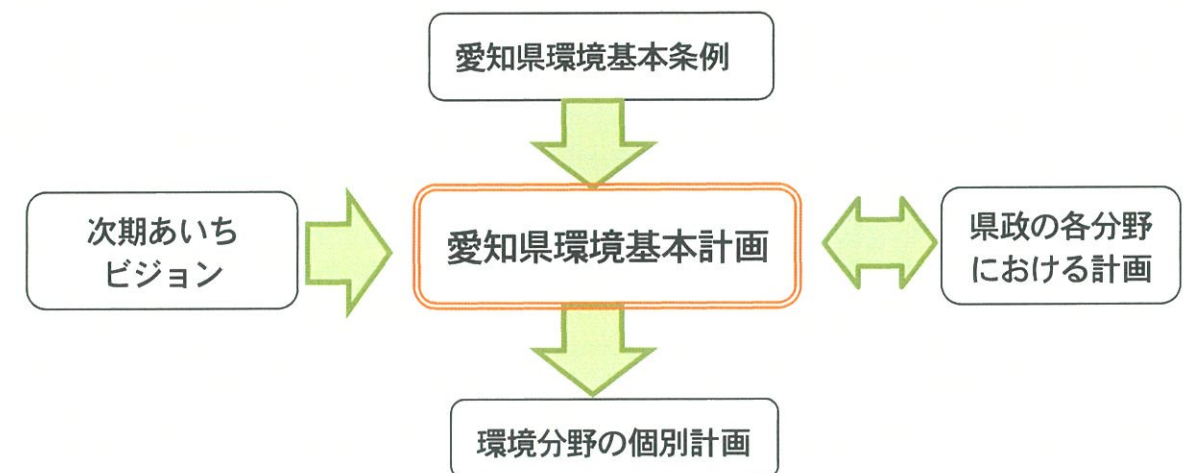 愛知県環境基本条例
次期あいち
ビジョン
愛知県環境基本計画
県政の各分野
における計画
環境分野の個別計画